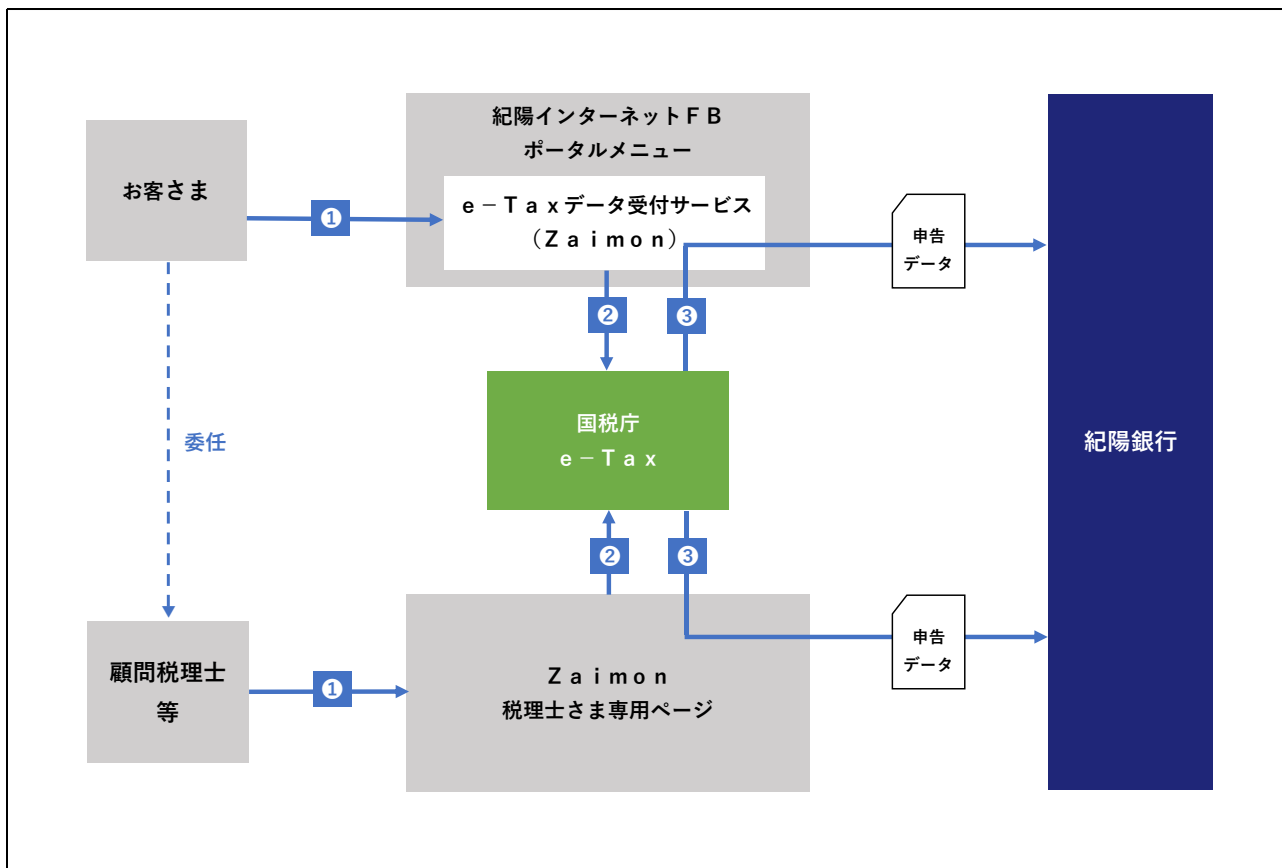 紀陽インターネットＦＢ
ポータルメニュー
お客さま
❶
ｅ－Ｔａｘデータ受付サービス
（Ｚａｉｍｏｎ）
申告
データ
❷
❸
国税庁
ｅ－Ｔａｘ
委任
紀陽銀行
❷
❸
顧問税理士
等
❶
Ｚａｉｍｏｎ
税理士さま専用ページ
申告
データ